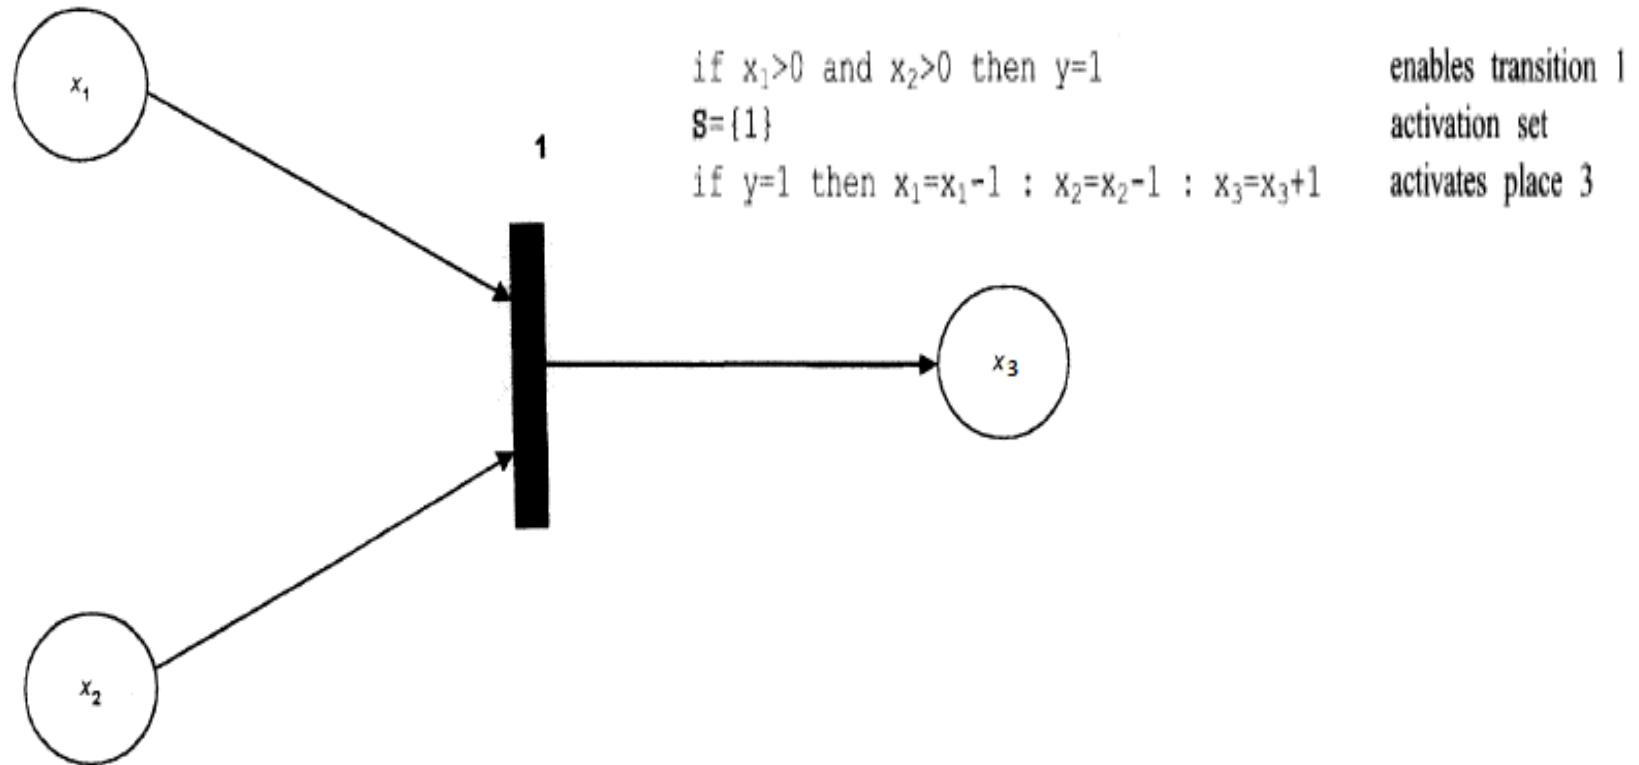 x₁
if x₁>0 and x₂>0 then y=1 enables transition 1
S={1} activation set
1
if y=1 then x₁=x₁-1 : x₂=x₂-1 : x₃=x₃+1 activates place 3
x₃
x₂